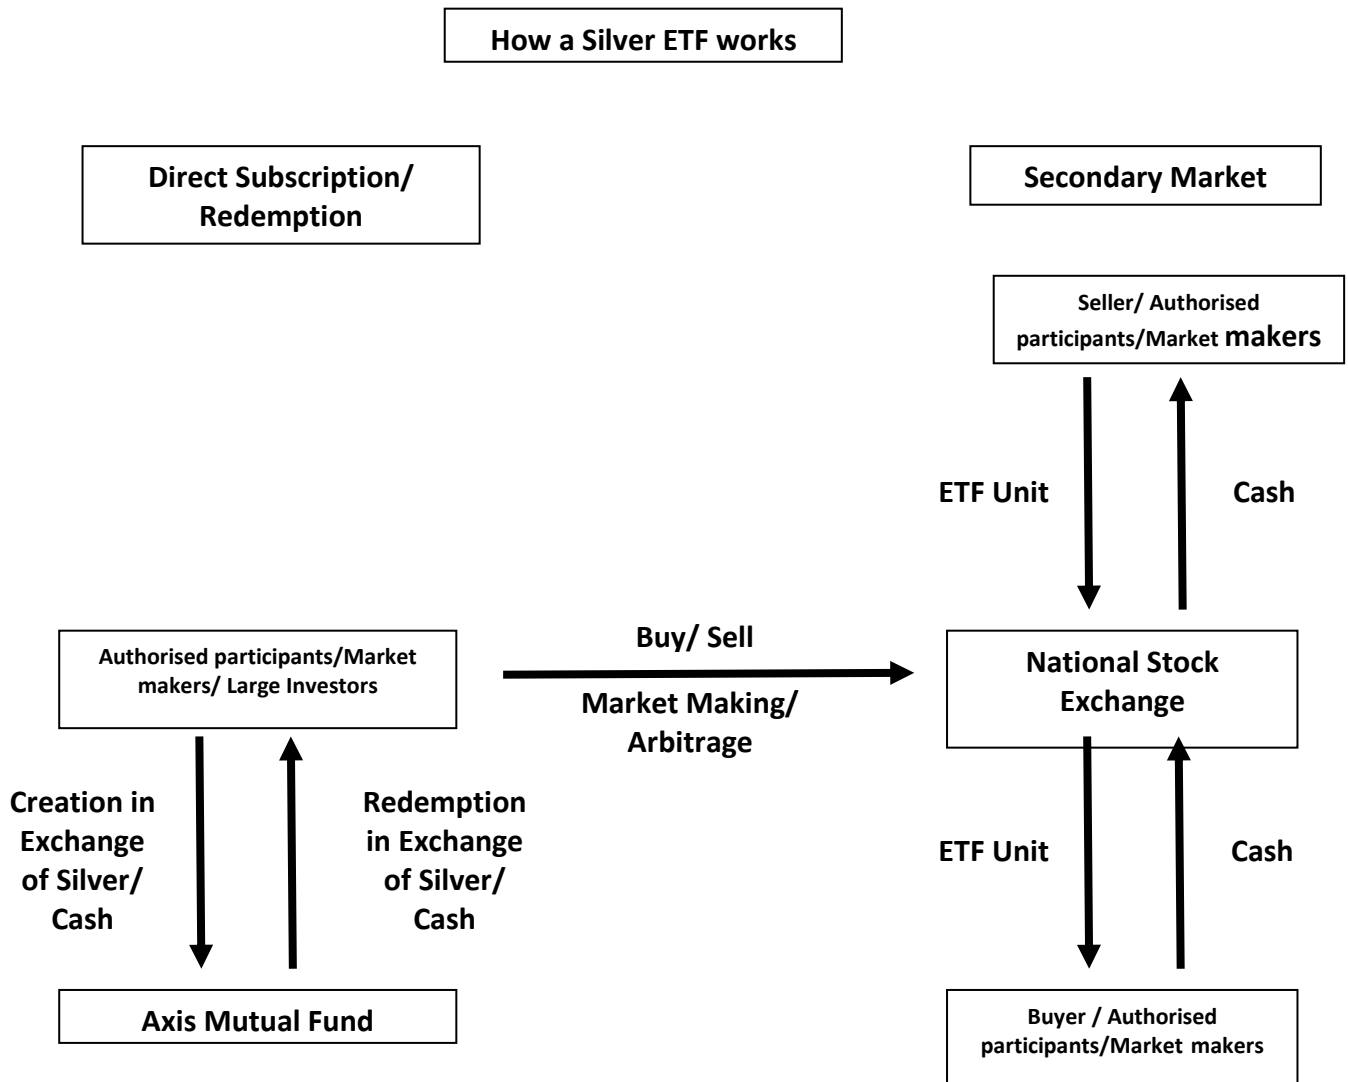 How a Silver ETF works
Direct Subscription/
Redemption
Secondary Market
Seller/ Authorised
participants/Market makers
ETF Unit
Cash
Authorised participants/Market
makers/ Large Investors
Buy/ Sell
Market Making/
Arbitrage
National Stock
Exchange
Creation in
Exchange
of Silver/
Cash
Redemption
in Exchange
of Silver/
Cash
ETF Unit
Cash
Axis Mutual Fund
Buyer / Authorised
participants/Market makers